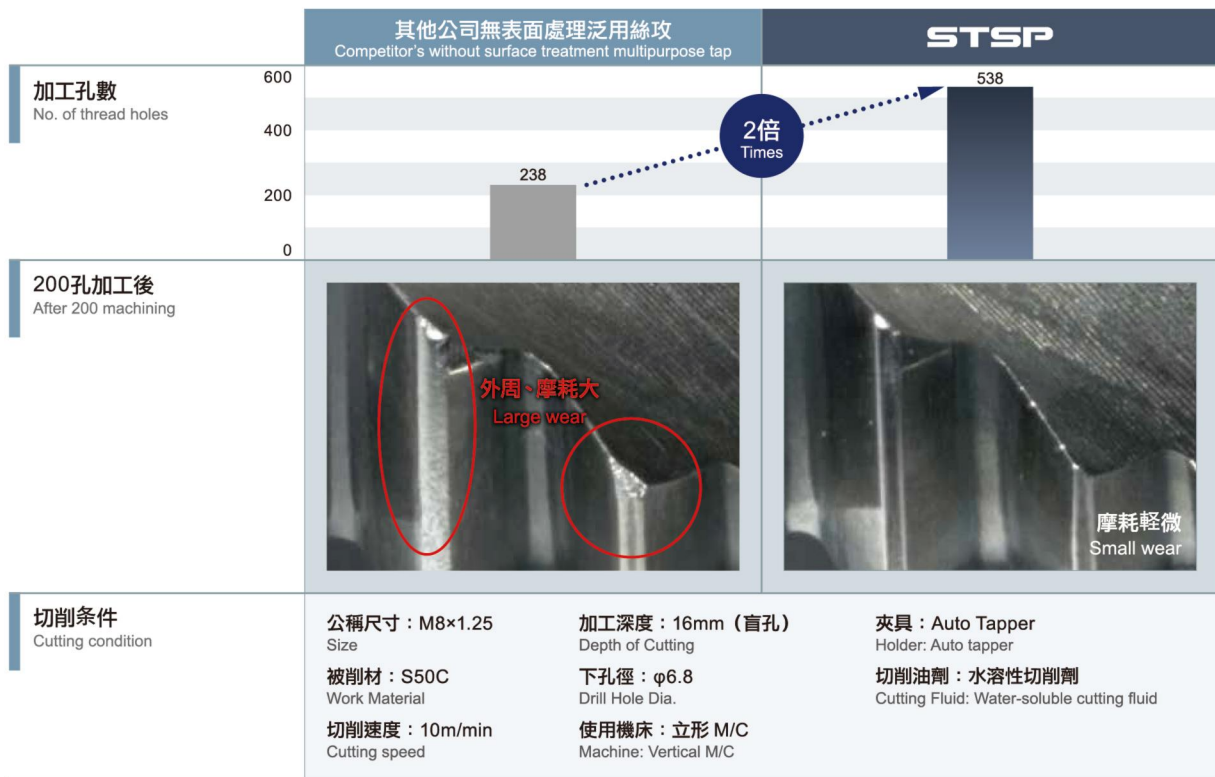 其他公司無表面處理泛用絲攻
Competitor's without surface treatment multipurpose tap
STSP
加工孔數
No. of thread holes
600
400
200
0
238
2倍
Times
538
200孔加工後
After 200 machining
外周、摩耗大
Large wear
摩耗軽微
Small wear
切削条件
Cutting condition
公稱尺寸：M8×1.25
Size
被削材：S50C
Work Material
切削速度：10m/min
Cutting speed
加工深度：16mm（盲孔）
Depth of Cutting
下孔徑：φ6.8
Drill Hole Dia.
使用機床：立形 M/C
Machine: Vertical M/C
夾具：Auto Tapper
Holder: Auto tapper
切削油劑：水溶性切削劑
Cutting Fluid: Water-soluble cutting fluid